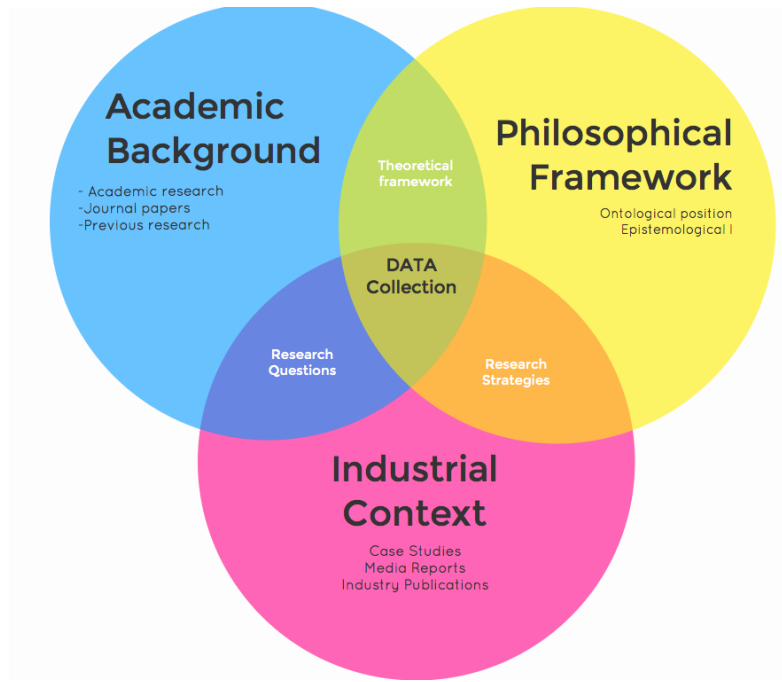 Academic
Background
- Academic research
-Journal papers
-Previous research
Theoretical
framework
Philosophical
Framework
Ontological position
Epistemological I
DATA
Collection
Research
Questions
Research
Strategies
Industrial
Context
Case Studies
Media Reports
Industry Publications